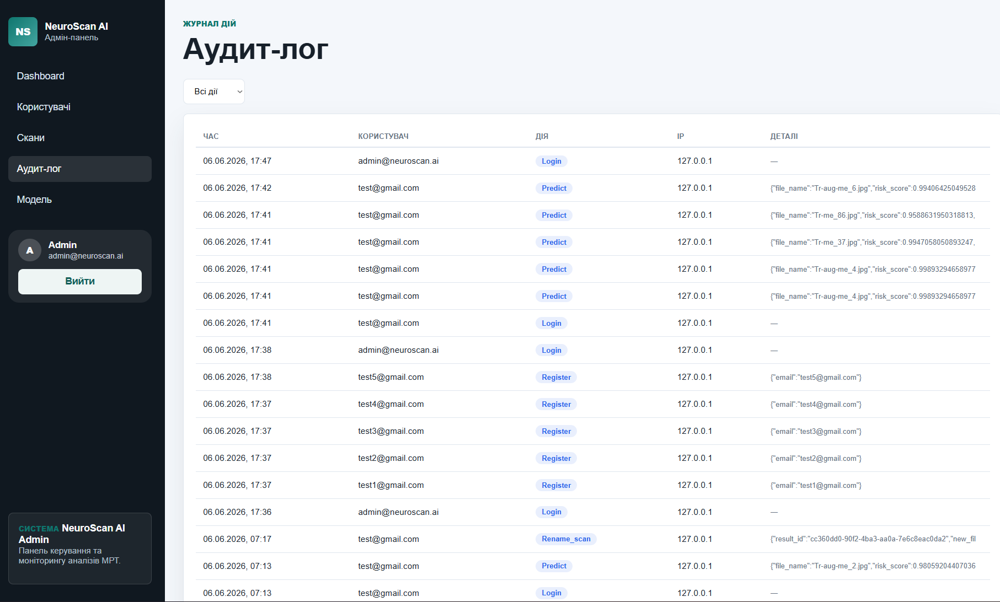 NS
NeuroScan AI
Адмін-панель
Dashboard
Користувачі
Скани
Аудит-лог
Модель
A
Admin
admin@neuroscan.ai
Вийти
СИСТЕМА NeuroScan AI
Admin
Панель керування та
моніторингу аналізів МРТ.
ЖУРНАЛ ДІЙ
Аудит-лог
Всі дії
ЧАС КОРИСТУВАЧ ДІЯ IP ДЕТАЛІ
06.06.2026, 17:47 admin@neuroscan.ai Login 127.0.0.1 —
06.06.2026, 17:42 test@gmail.com Predict 127.0.0.1 {"file_name":"Tr-aug-me_6.jpg","risk_score":0.99406425049528
06.06.2026, 17:41 test@gmail.com Predict 127.0.0.1 {"file_name":"Tr-me_86.jpg","risk_score":0.9588631950318813,
06.06.2026, 17:41 test@gmail.com Predict 127.0.0.1 {"file_name":"Tr-me_37.jpg","risk_score":0.9947058050893247,
06.06.2026, 17:41 test@gmail.com Predict 127.0.0.1 {"file_name":"Tr-aug-me_4.jpg","risk_score":0.99893294658977
06.06.2026, 17:41 test@gmail.com Predict 127.0.0.1 {"file_name":"Tr-aug-me_4.jpg","risk_score":0.99893294658977
06.06.2026, 17:41 test@gmail.com Login 127.0.0.1 —
06.06.2026, 17:38 admin@neuroscan.ai Login 127.0.0.1 —
06.06.2026, 17:38 test5@gmail.com Register 127.0.0.1 {"email":"test5@gmail.com"}
06.06.2026, 17:37 test4@gmail.com Register 127.0.0.1 {"email":"test4@gmail.com"}
06.06.2026, 17:37 test3@gmail.com Register 127.0.0.1 {"email":"test3@gmail.com"}
06.06.2026, 17:37 test2@gmail.com Register 127.0.0.1 {"email":"test2@gmail.com"}
06.06.2026, 17:37 test1@gmail.com Register 127.0.0.1 {"email":"test1@gmail.com"}
06.06.2026, 17:36 admin@neuroscan.ai Login 127.0.0.1 —
06.06.2026, 07:17 test@gmail.com Rename_scan 127.0.0.1 {"result_id":"cc360dd0-90f2-4ba3-aa0a-7e6c8eac0da2","new_fil
06.06.2026, 07:13 test@gmail.com Predict 127.0.0.1 {"file_name":"Tr-aug-me_2.jpg","risk_score":0.98059204407036
06.06.2026, 07:13 test@gmail.com Login 127.0.0.1 —